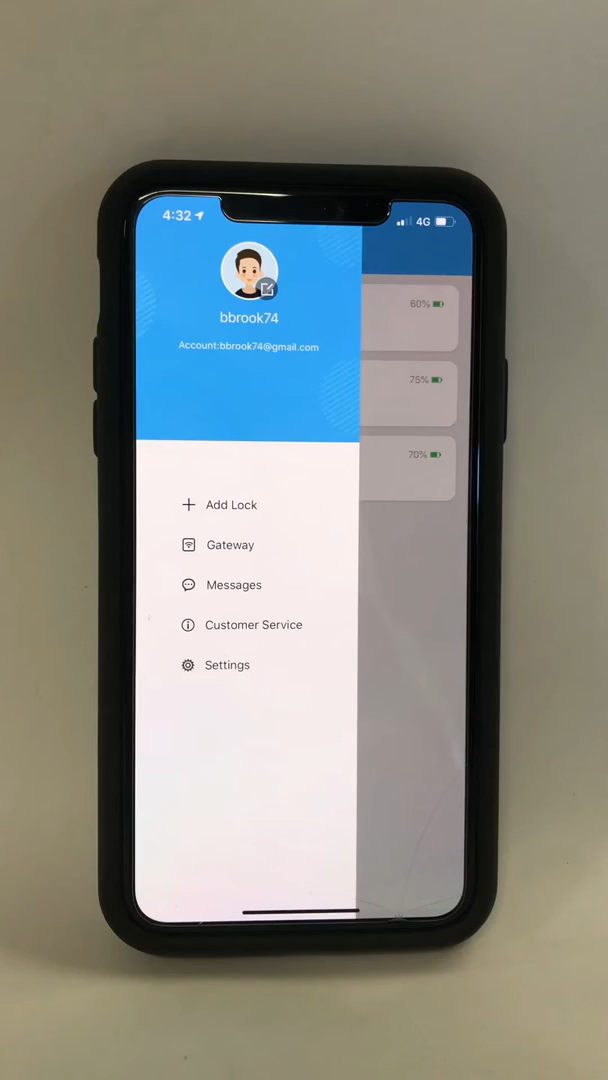 4:32
4G
bbrook74
Account:bbrook74@gmail.com
60%
75%
70%
Add Lock
Gateway
Messages
Customer Service
Settings